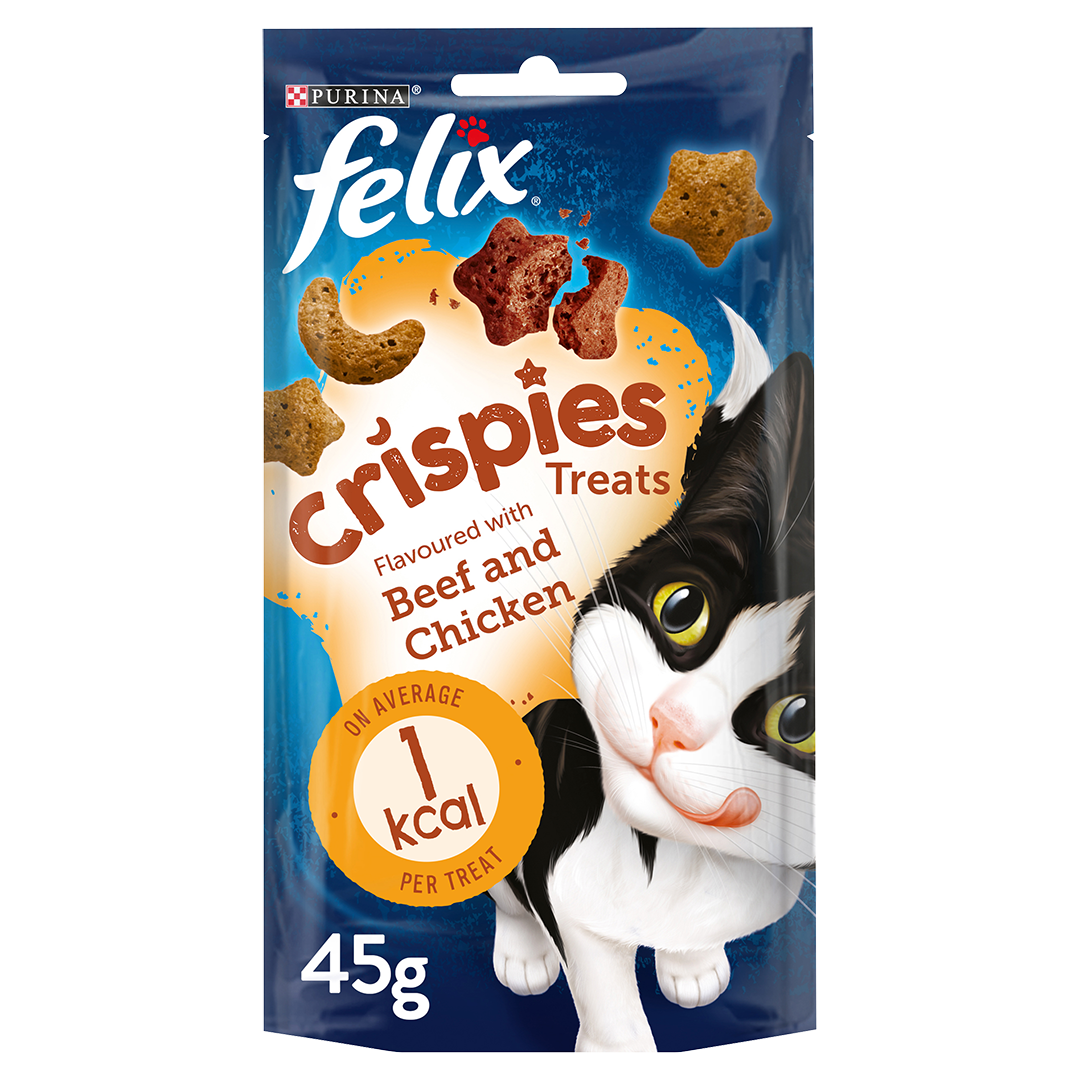 PURINA®
felix®
crispies
Treats
Flavoured with
Beef and
Chicken
ON AVERAGE
1
kcal
PER TREAT
45g